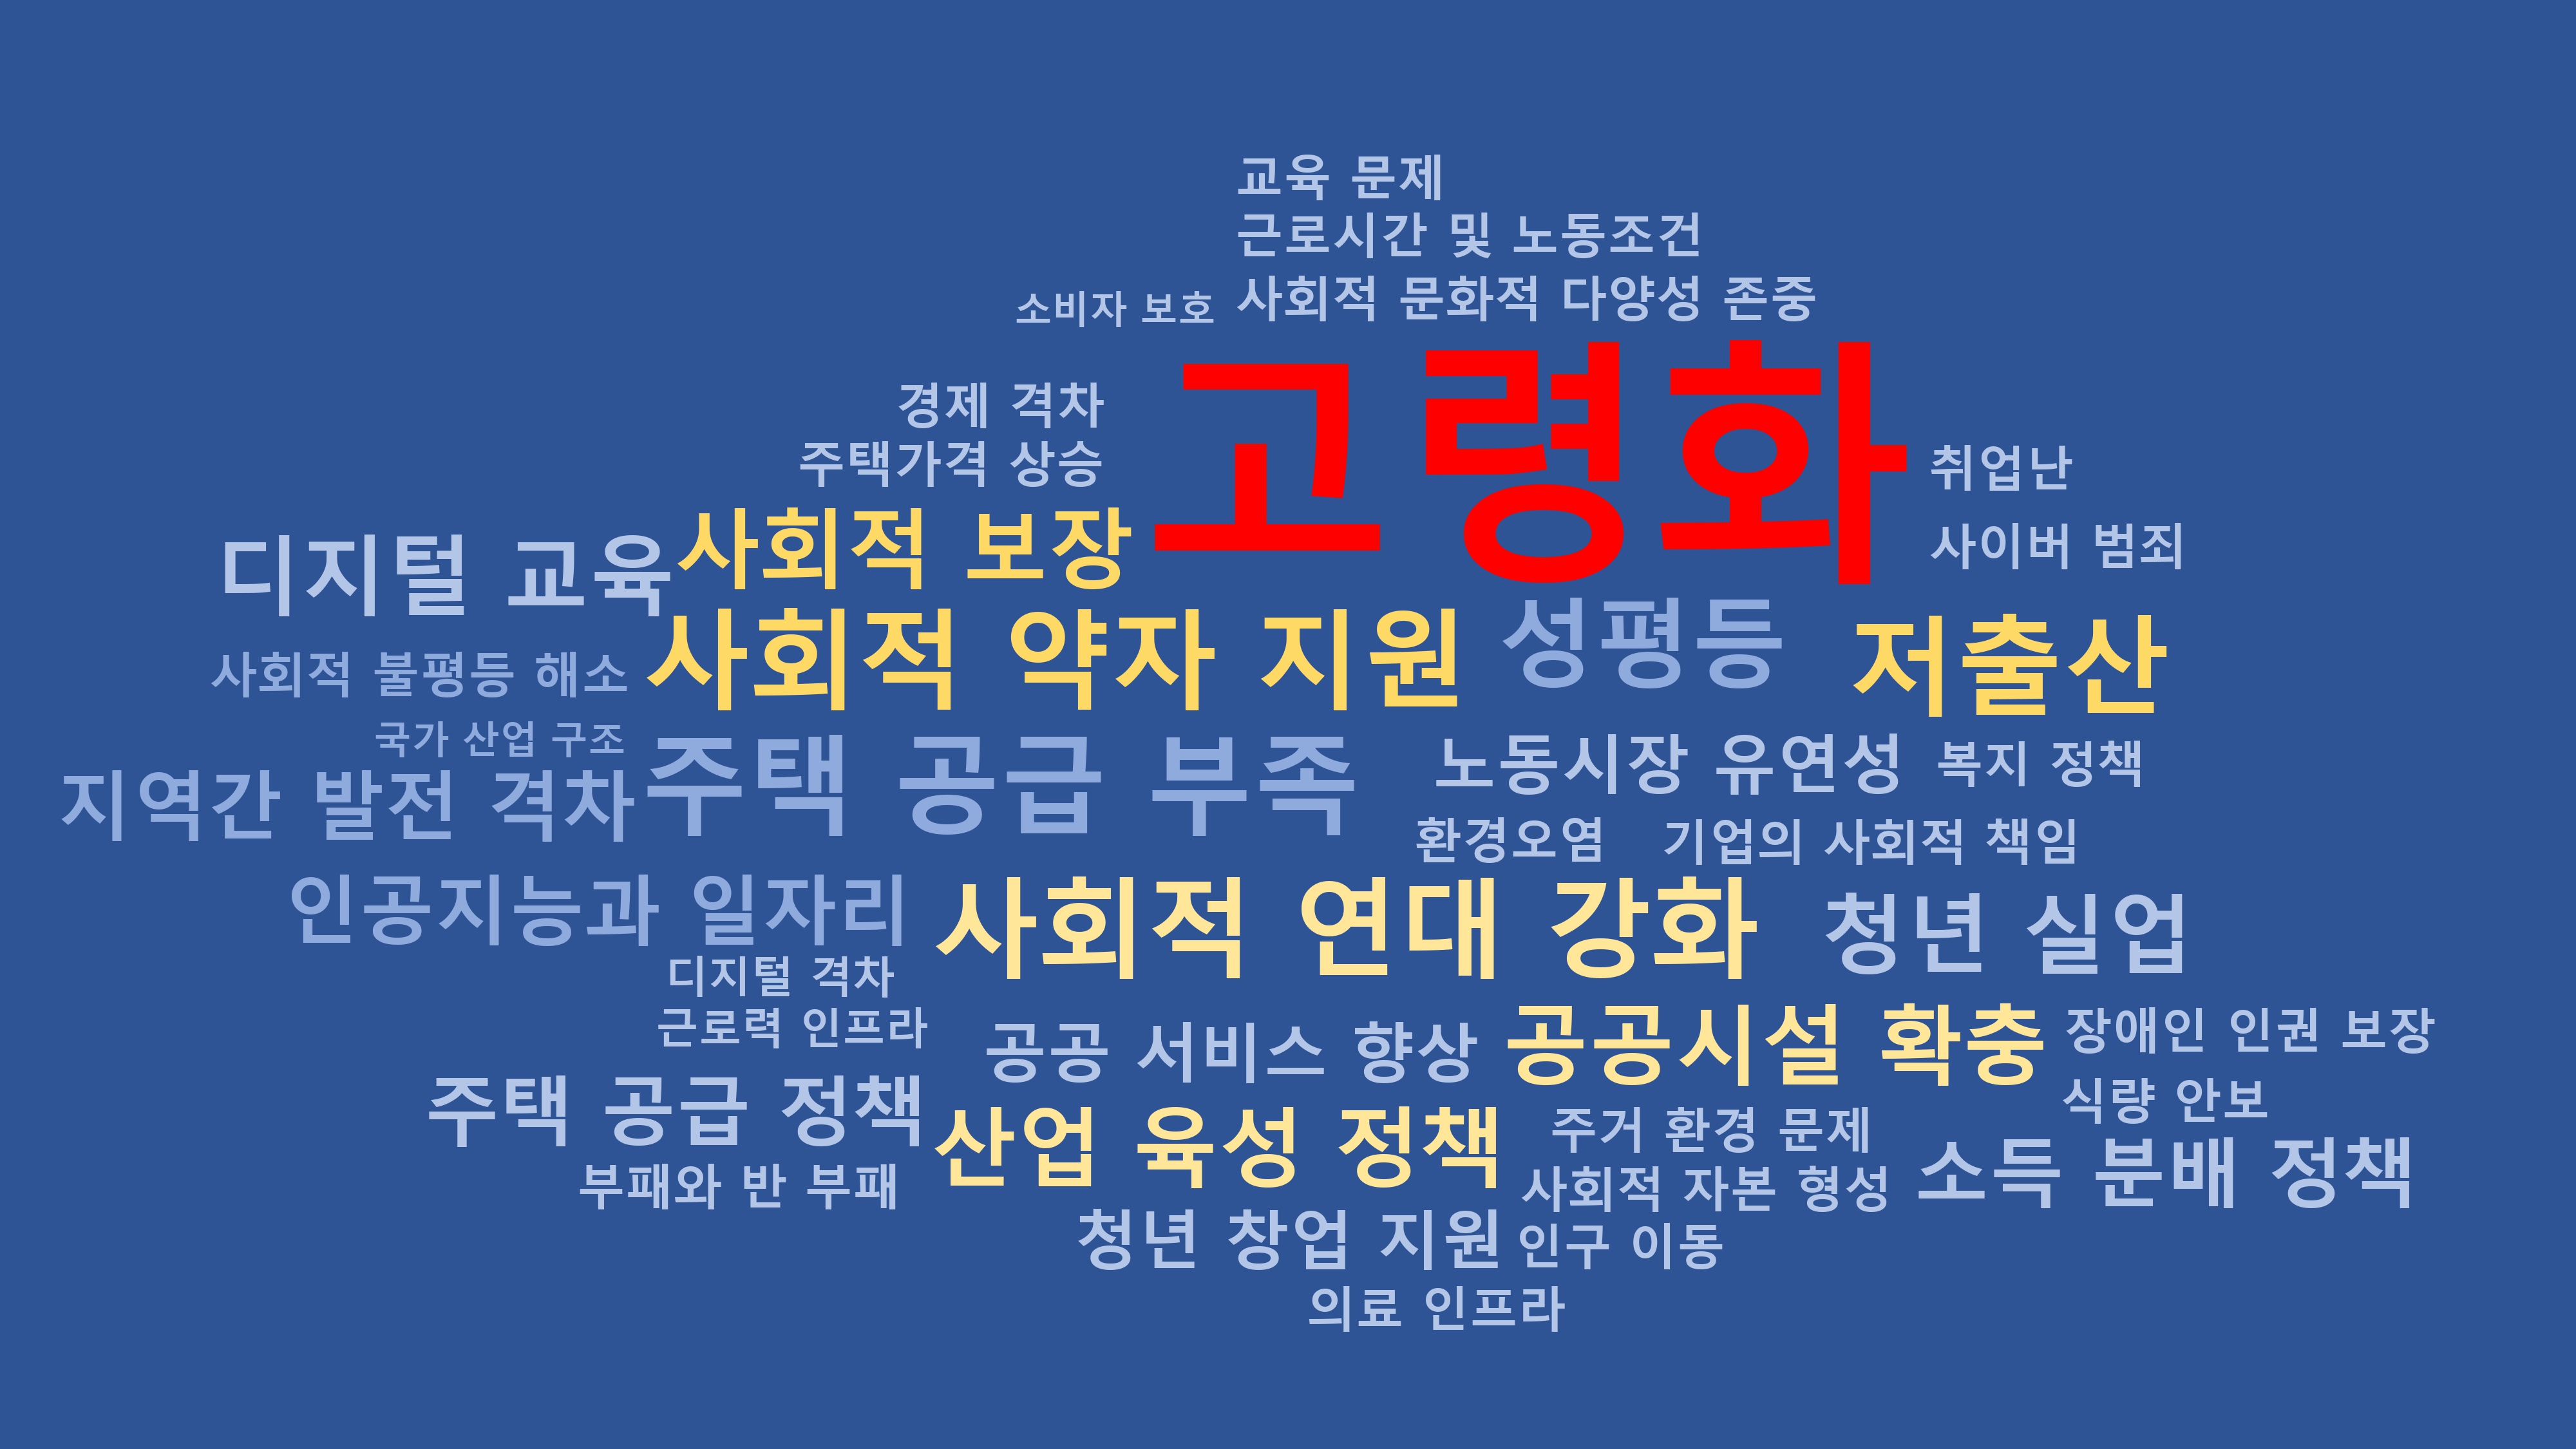 교육 문제
근로시간 및 노동조건
소비자 보호
사회적 문화적 다양성 존중
고령화
경제 격차
주택가격 상승
취업난
사이버 범죄
디지털 교육
사회적 보장
사회적 약자 지원
성평등
저출산
사회적 불평등 해소
국가 산업 구조
지역간 발전 격차
주택 공급 부족
노동시장 유연성
복지 정책
환경오염
기업의 사회적 책임
인공지능과 일자리
사회적 연대 강화
청년 실업
디지털 격차
근로력 인프라
공공 서비스 향상
공공시설 확충
장애인 인권 보장
식량 안보
주택 공급 정책
산업 육성 정책
주거 환경 문제
부패와 반 부패
사회적 자본 형성
소득 분배 정책
청년 창업 지원
인구 이동
의료 인프라